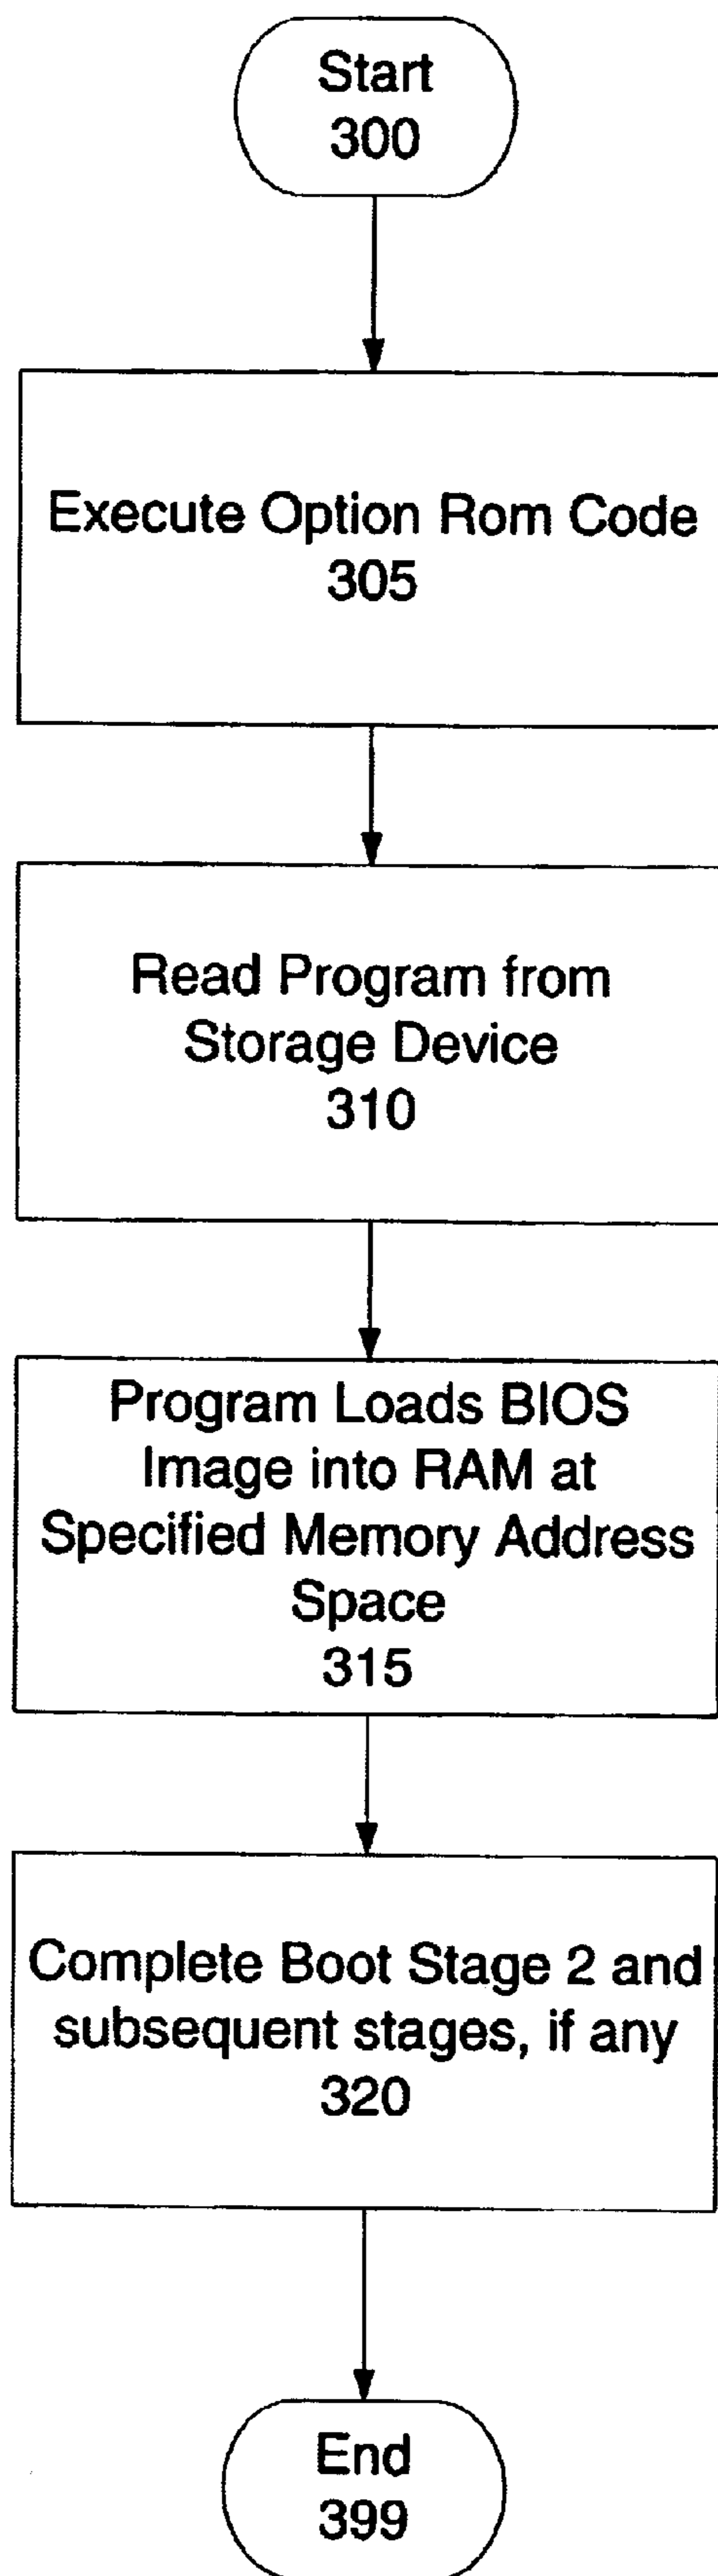 Start
300
Execute Option Rom Code
305
Read Program from
Storage Device
310
Program Loads BIOS
Image into RAM at
Specified Memory Address
Space
315
Complete Boot Stage 2 and
subsequent stages, if any
320
End
399